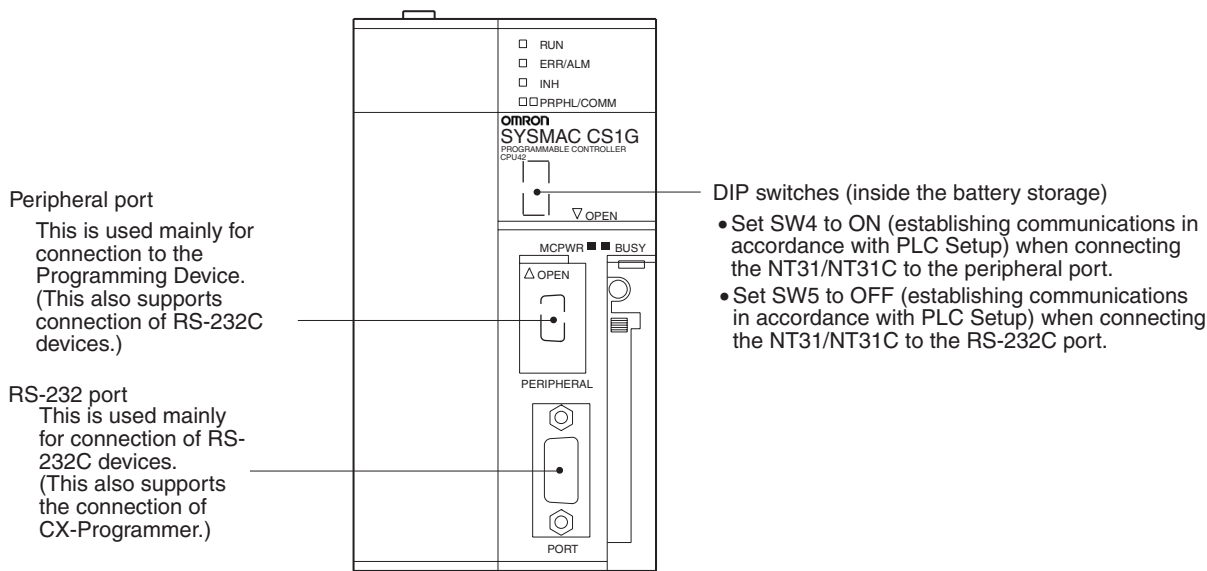 RUN
ERR/ALM
INH
PRPHL/COMM
OMRON
SYSMAC CS1G
PROGRAMMABLE CONTROLLER
CPU42
▽ OPEN
MCPWR ■ ■ BUSY
△ OPEN
PERIPHERAL
PORT
Peripheral port
This is used mainly for
connection to the
Programming Device.
(This also supports
connection of RS-232C
devices.)
RS-232 port
This is used mainly
for connection of RS-
232C devices.
(This also supports
the connection of
CX-Programmer.)
DIP switches (inside the battery storage)
• Set SW4 to ON (establishing communications in
accordance with PLC Setup) when connecting
the NT31/NT31C to the peripheral port.
• Set SW5 to OFF (establishing communications
in accordance with PLC Setup) when connecting
the NT31/NT31C to the RS-232C port.